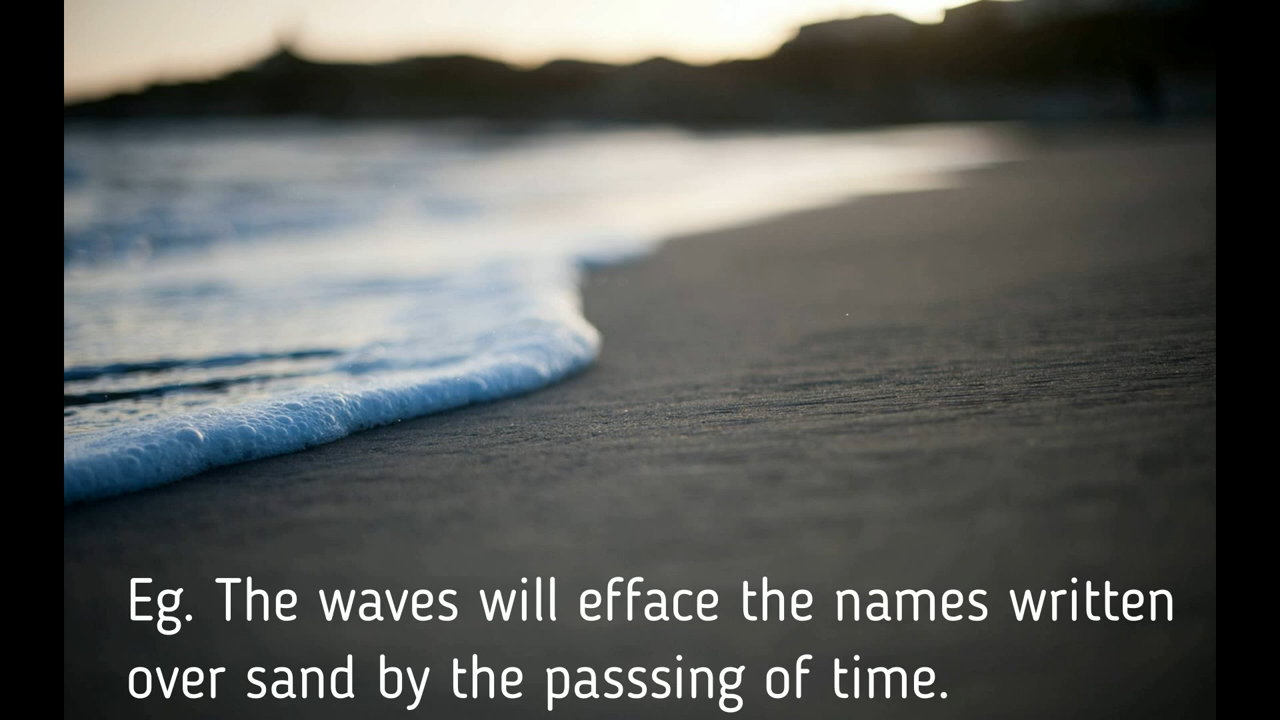 Eg. The waves will efface the names written
over sand by the passsing of time.